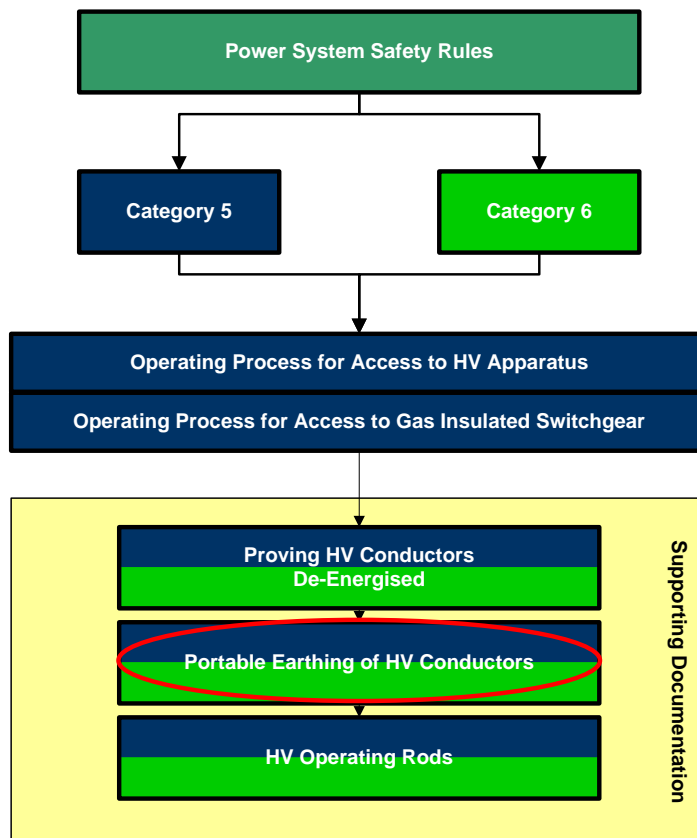 Power System Safety Rules
Category 5
Category 6
Operating Process for Access to HV Apparatus
Operating Process for Access to Gas Insulated Switchgear
Proving HV Conductors
De-Energised
Portable Earthing of HV Conductors
HV Operating Rods
Supporting Documentation